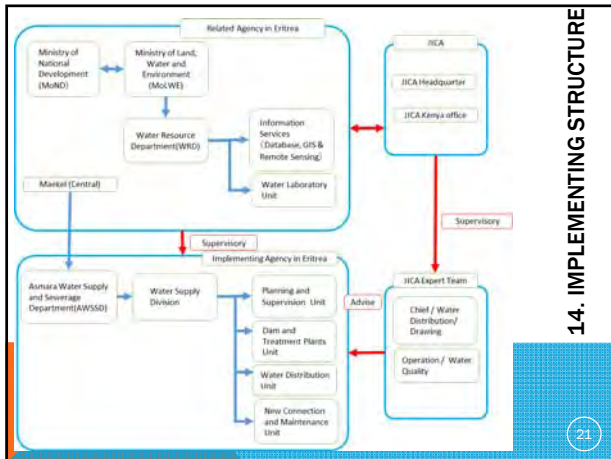 14. IMPLEMENTING STRUCTURE
Related Agency in Eritrea
Ministry of
National
Development
(MoND)
Ministry of Land,
Water and
Environment
(MoLWE)
Water Resource
Department(WRD)
Information
Services
(Database, GIS &
Remote Sensing)
Water Laboratory
Unit
Maekel (Central)
JICA
JICA Headquarter
JICA Kenya office
Supervisory
Supervisory
Implementing Agency in Eritrea
Asmara Water Supply
and Sewerage
Department(AWSSD)
Water Supply
Division
Planning and
Supervision Unit
Dam and
Treatment Plants
Unit
Water Distribution
Unit
New Connection
and Maintenance
Unit
Advise
JICA Expert Team
Chief / Water
Distribution/
Drawing
Operation / Water
Quality
21